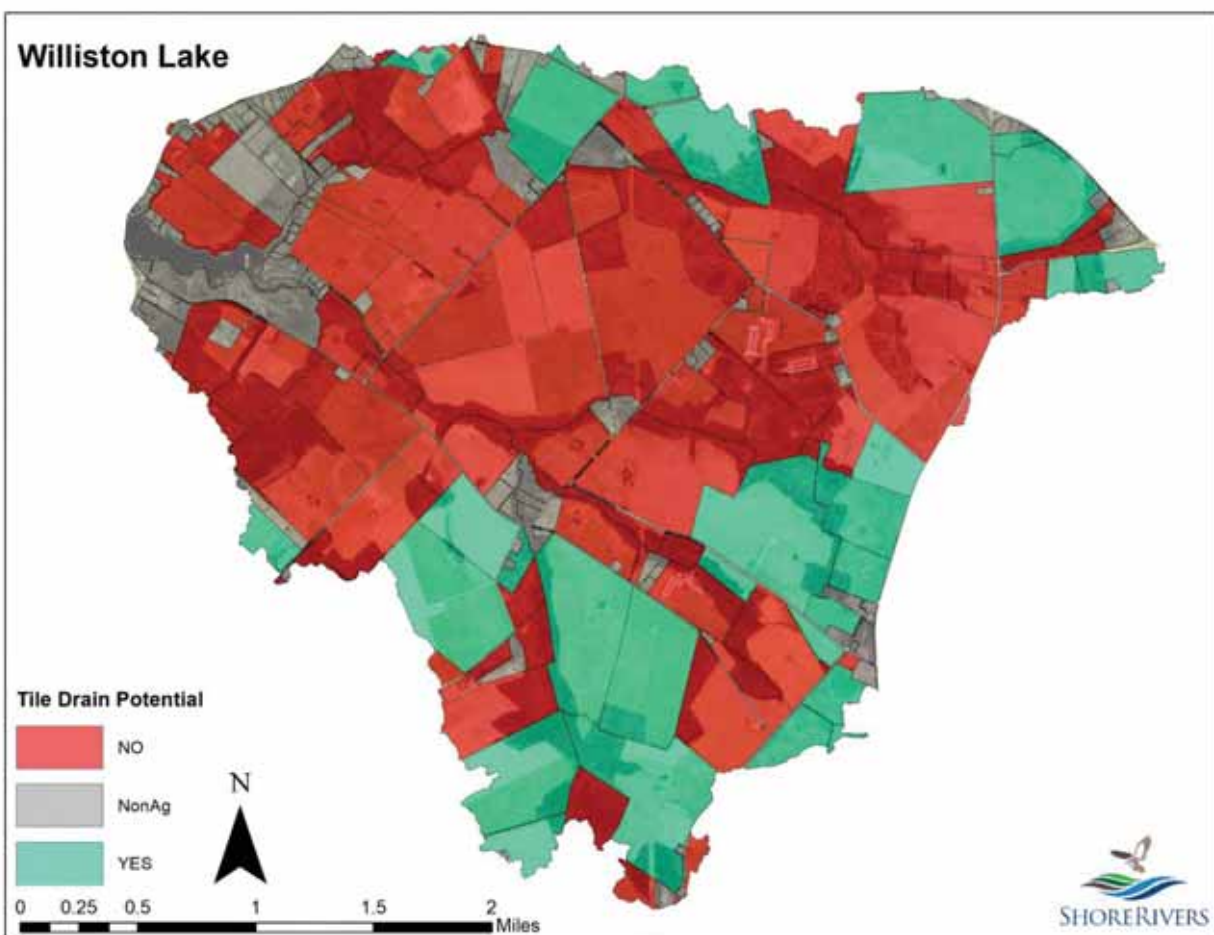 Williston Lake
Tile Drain Potential
NO
NonAg
YES
N
0 0.25 0.5 1 1.5 2
Miles
SHORERIVERS